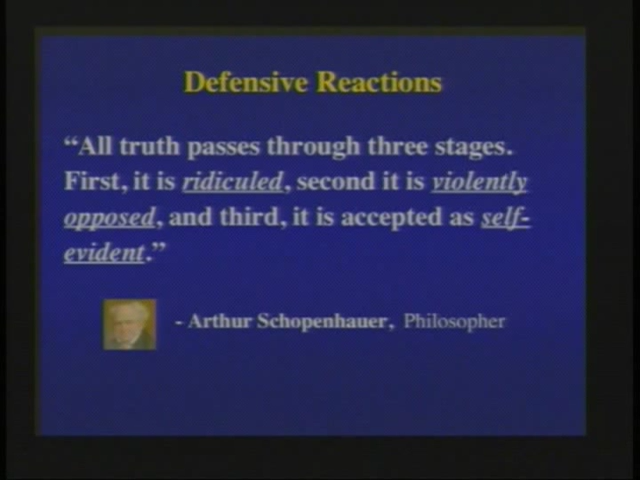 Defensive Reactions
“All truth passes through three stages.
First, it is ridiculed, second it is violently
opposed, and third, it is accepted as self-
evident.”
- Arthur Schopenhauer, Philosopher